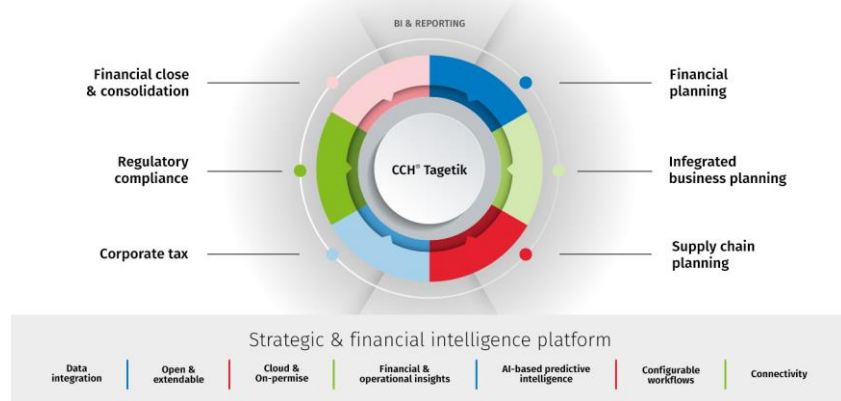 BI & REPORTING
Financial close
& consolidation
Financial
planning
Regulatory
compliance
CCH® Tagetik
Infegrated
business planning
Corporate tax
Supply chain
planning
Strategic & financial intelligence platform
Data
integration
Open &
extendable
Cloud &
On-permise
Financial &
operational insights
AI-based predictive
intelligence
Configurable
workflows
Connectivity